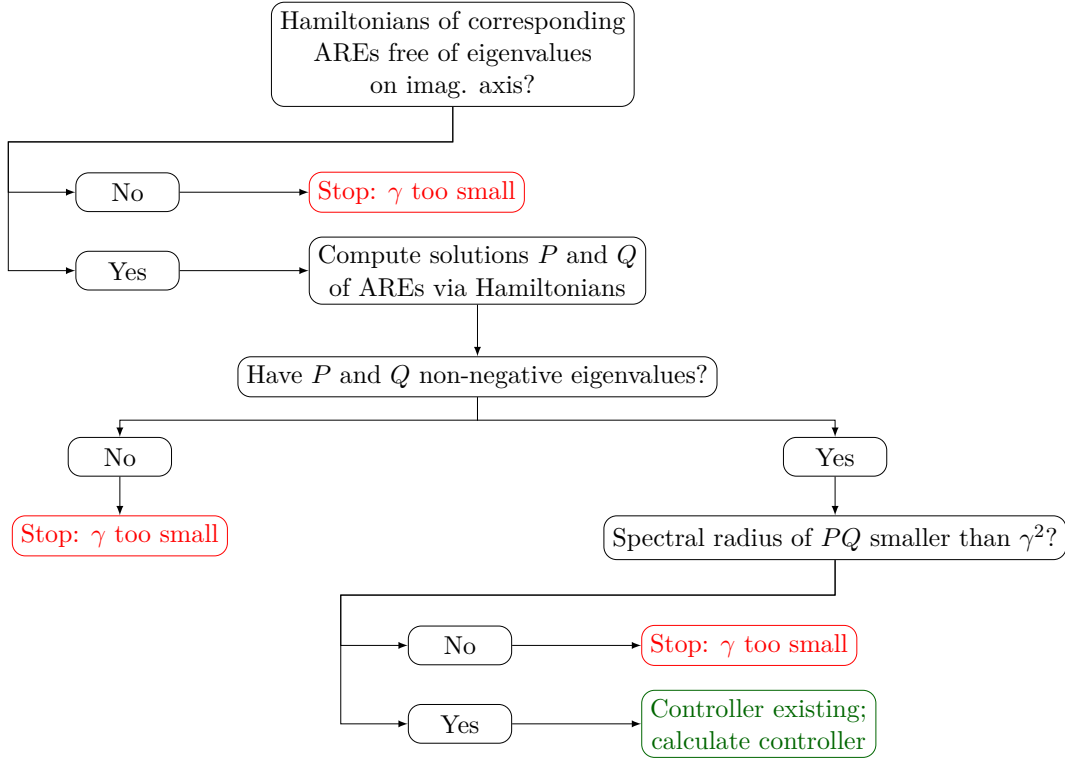 Hamiltonians of corresponding
AREs free of eigenvalues
on imag. axis?
No
Stop: γ too small
Yes
Compute solutions P and Q
of AREs via Hamiltonians
Have P and Q non-negative eigenvalues?
No
Yes
Stop: γ too small
Spectral radius of PQ smaller than γ²?
No
Stop: γ too small
Yes
Controller existing;
calculate controller